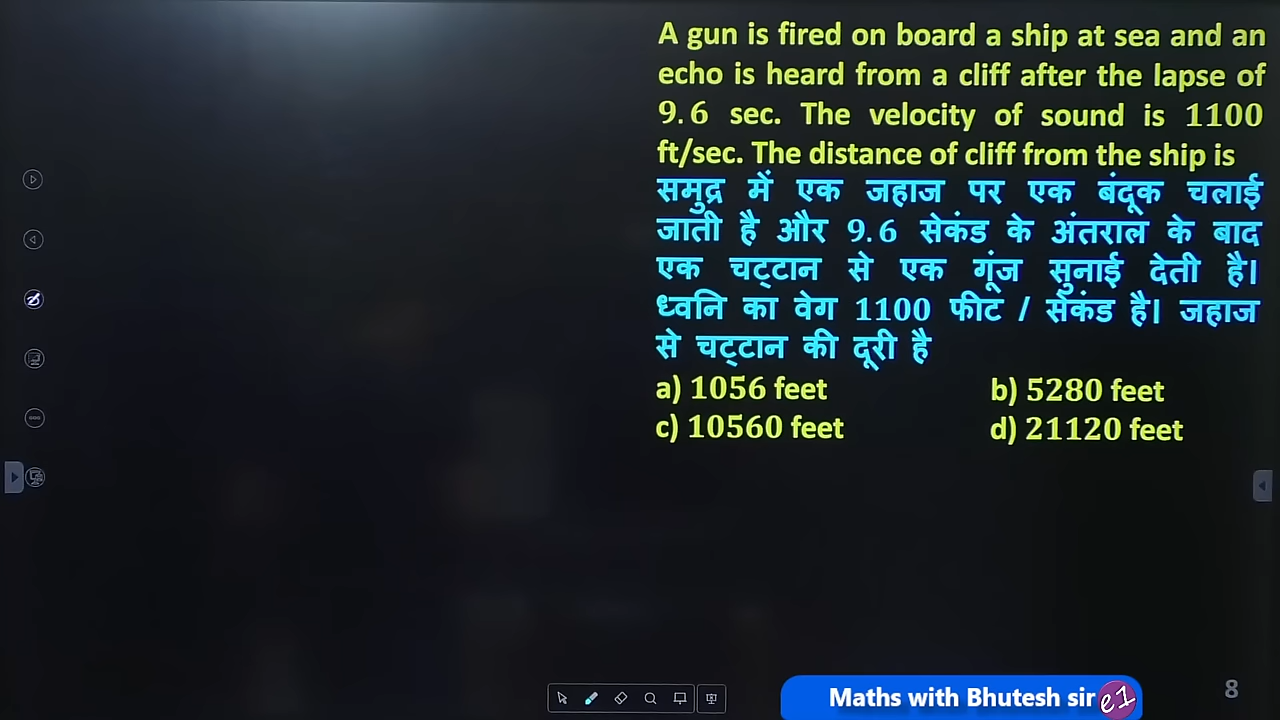 A gun is fired on board a ship at sea and an
echo is heard from a cliff after the lapse of
9.6 sec. The velocity of sound is 1100
ft/sec. The distance of cliff from the ship is
समुद्र में एक जहाज पर एक बंदूक चलाई
जाती है और 9.6 सेकंड के अंतराल के बाद
एक चट्टान से एक गूंज सुनाई देती है।
ध्वनि का वेग 1100 फीट / सेकंड है। जहाज
से चट्टान की दूरी है
a) 1056 feet b) 5280 feet
c) 10560 feet d) 21120 feet
Maths with Bhutesh sir e1
8